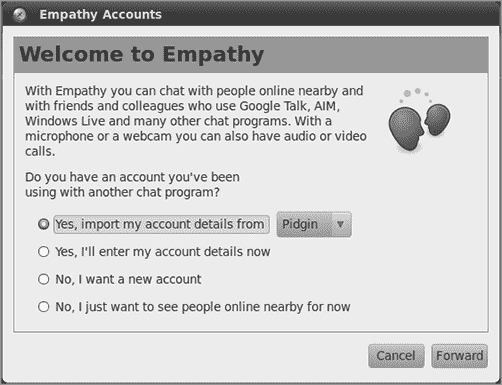 Empathy Accounts
Welcome to Empathy
With Empathy you can chat with people online nearby and
with friends and colleagues who use Google Talk, AIM,
Windows Live and many other chat programs. With a
microphone or a webcam you can also have audio or video
calls.
Do you have an account you've been
using with another chat program?
Yes, import my account details from Pidgin
Yes, I'll enter my account details now
No, I want a new account
No, I just want to see people online nearby for now
Cancel Forward